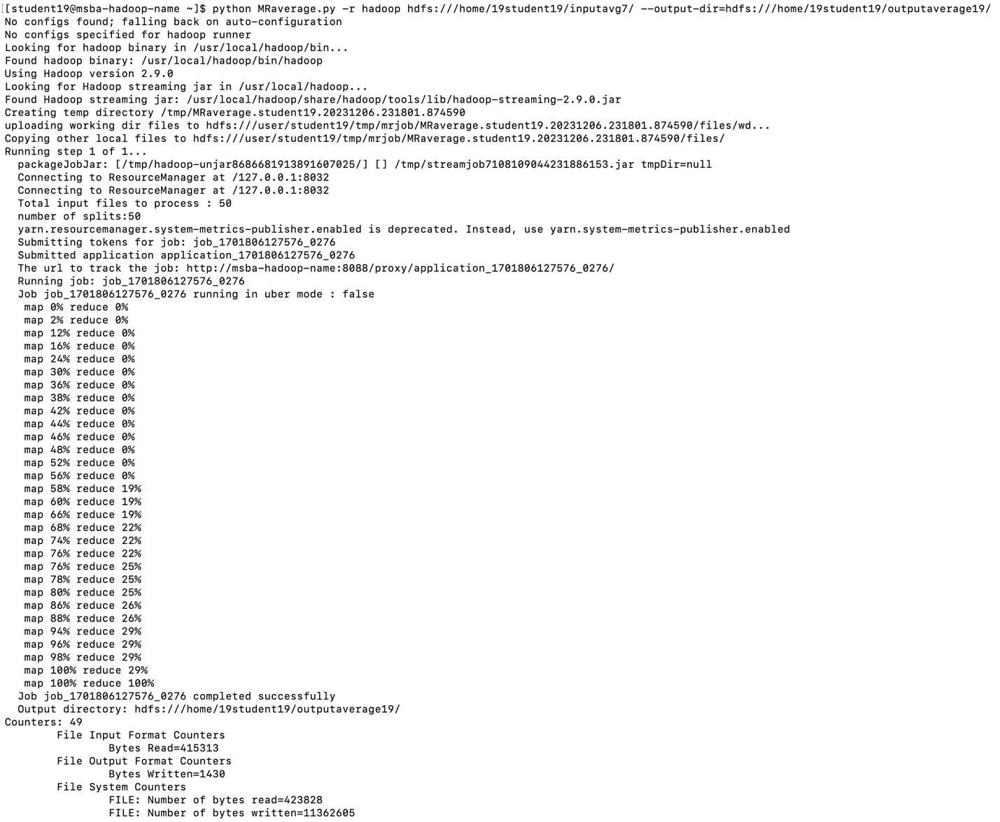 [[student19@msba-hadoop-name ~]$ python MRaverage.py -r hadoop hdfs:///home/19student19/inputavg7/ --output-dir=hdfs:///home/19student19/outputaverage19/
No configs found; falling back on auto-configuration
No configs specified for hadoop runner
Looking for hadoop binary in /usr/local/hadoop/bin...
Found hadoop binary: /usr/local/hadoop/bin/hadoop
Using Hadoop version 2.9.0
Looking for Hadoop streaming jar in /usr/local/hadoop...
Found Hadoop streaming jar: /usr/local/hadoop/share/hadoop/tools/lib/hadoop-streaming-2.9.0.jar
Creating temp directory /tmp/MRaverage.student19.20231206.231801.874590
uploading working dir files to hdfs:///user/student19/tmp/mrjob/MRaverage.student19.20231206.231801.874590/files/wd...
Copying other local files to hdfs:///user/student19/tmp/mrjob/MRaverage.student19.20231206.231801.874590/files/
Running step 1 of 1...
  packageJobJar: [/tmp/hadoop-unjar8686681913891607025/] [] /tmp/streamjob7108109044231886153.jar tmpDir=null
  Connecting to ResourceManager at /127.0.0.1:8032
  Connecting to ResourceManager at /127.0.0.1:8032
  Total input files to process : 50
  number of splits:50
  yarn.resourcemanager.system-metrics-publisher.enabled is deprecated. Instead, use yarn.system-metrics-publisher.enabled
  Submitting tokens for job: job_1701806127576_0276
  Submitted application application_1701806127576_0276
  The url to track the job: http://msba-hadoop-name:8088/proxy/application_1701806127576_0276/
  Running job: job_1701806127576_0276
  Job job_1701806127576_0276 running in uber mode : false
   map 0% reduce 0%
   map 2% reduce 0%
   map 12% reduce 0%
   map 16% reduce 0%
   map 24% reduce 0%
   map 30% reduce 0%
   map 36% reduce 0%
   map 38% reduce 0%
   map 42% reduce 0%
   map 44% reduce 0%
   map 46% reduce 0%
   map 48% reduce 0%
   map 52% reduce 0%
   map 56% reduce 0%
   map 58% reduce 19%
   map 60% reduce 19%
   map 66% reduce 19%
   map 68% reduce 22%
   map 74% reduce 22%
   map 76% reduce 22%
   map 76% reduce 25%
   map 78% reduce 25%
   map 80% reduce 25%
   map 86% reduce 26%
   map 88% reduce 26%
   map 94% reduce 29%
   map 96% reduce 29%
   map 98% reduce 29%
   map 100% reduce 29%
   map 100% reduce 100%
  Job job_1701806127576_0276 completed successfully
  Output directory: hdfs:///home/19student19/outputaverage19/
Counters: 49
        File Input Format Counters
                Bytes Read=415313
        File Output Format Counters
                Bytes Written=1430
        File System Counters
                FILE: Number of bytes read=423828
                FILE: Number of bytes written=11362605